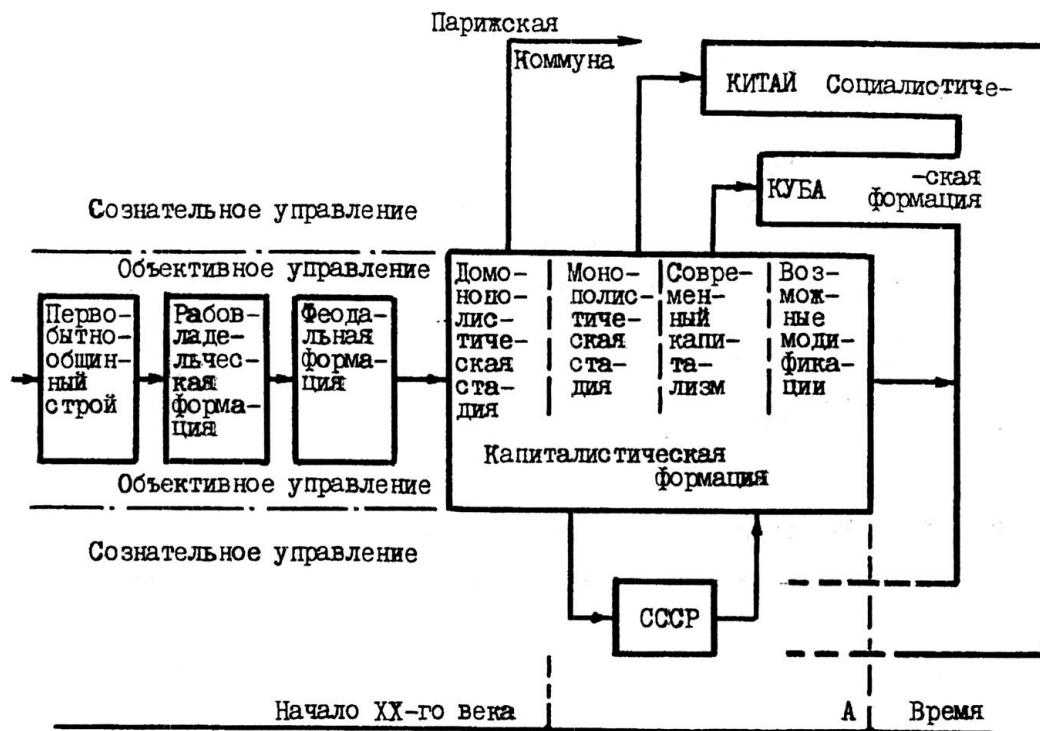 Парижская
Коммуна
КИТАЙ Социалистиче-
КУБА
-ская
формация
Сознательное управление
Объективное управление
Перво-
бытно-
общин-
ный
строй
Рабов-
ладе-
льчес-
кая
форма-
ция
Феода-
льная
форма-
ция
Домо-
нопо-
лис-
тиче-
ская
ста-
дия
Моно-
полис-
тиче-
ская
ста-
дия
Совре-
мен-
ный
капи-
та-
лизм
Воз-
мож-
ные
моди-
фика-
ции
Капиталистическая
формация
Объективное управление
Сознательное управление
СССР
Начало XX-го века
А
Время